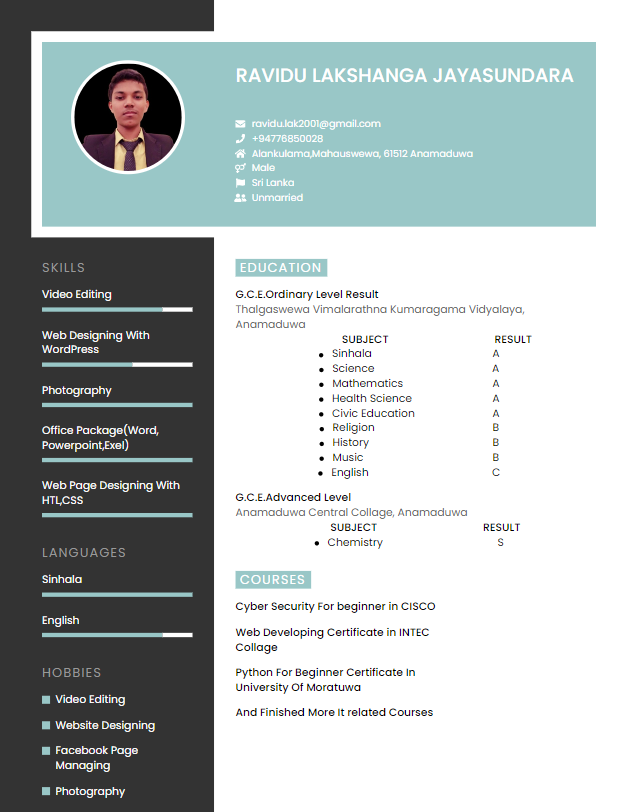 RAVIDU LAKSHANGA JAYASUNDARA
ravidu.lak2001@gmail.com
+94776850028
Alankulama,Mahauswewa, 61512 Anamaduwa
Male
Sri Lanka
Unmarried
SKILLS
Video Editing
Web Designing With
WordPress
Photography
Office Package(Word,
Powerpoint,Exel)
Web Page Designing With
HTL,CSS
LANGUAGES
Sinhala
English
HOBBIES
Video Editing
Website Designing
Facebook Page
Managing
Photography
EDUCATION
G.C.E.Ordinary Level Result
Thalgaswewa Vimalarathna Kumaragama Vidyalaya,
Anamaduwa
SUBJECT RESULT
• Sinhala A
• Science A
• Mathematics A
• Health Science A
• Civic Education A
• Religion B
• History B
• Music B
• English C
G.C.E.Advanced Level
Anamaduwa Central Collage, Anamaduwa
SUBJECT RESULT
• Chemistry S
COURSES
Cyber Security For beginner in CISCO
Web Developing Certificate in INTEC
Collage
Python For Beginner Certificate In
University Of Moratuwa
And Finished More It related Courses